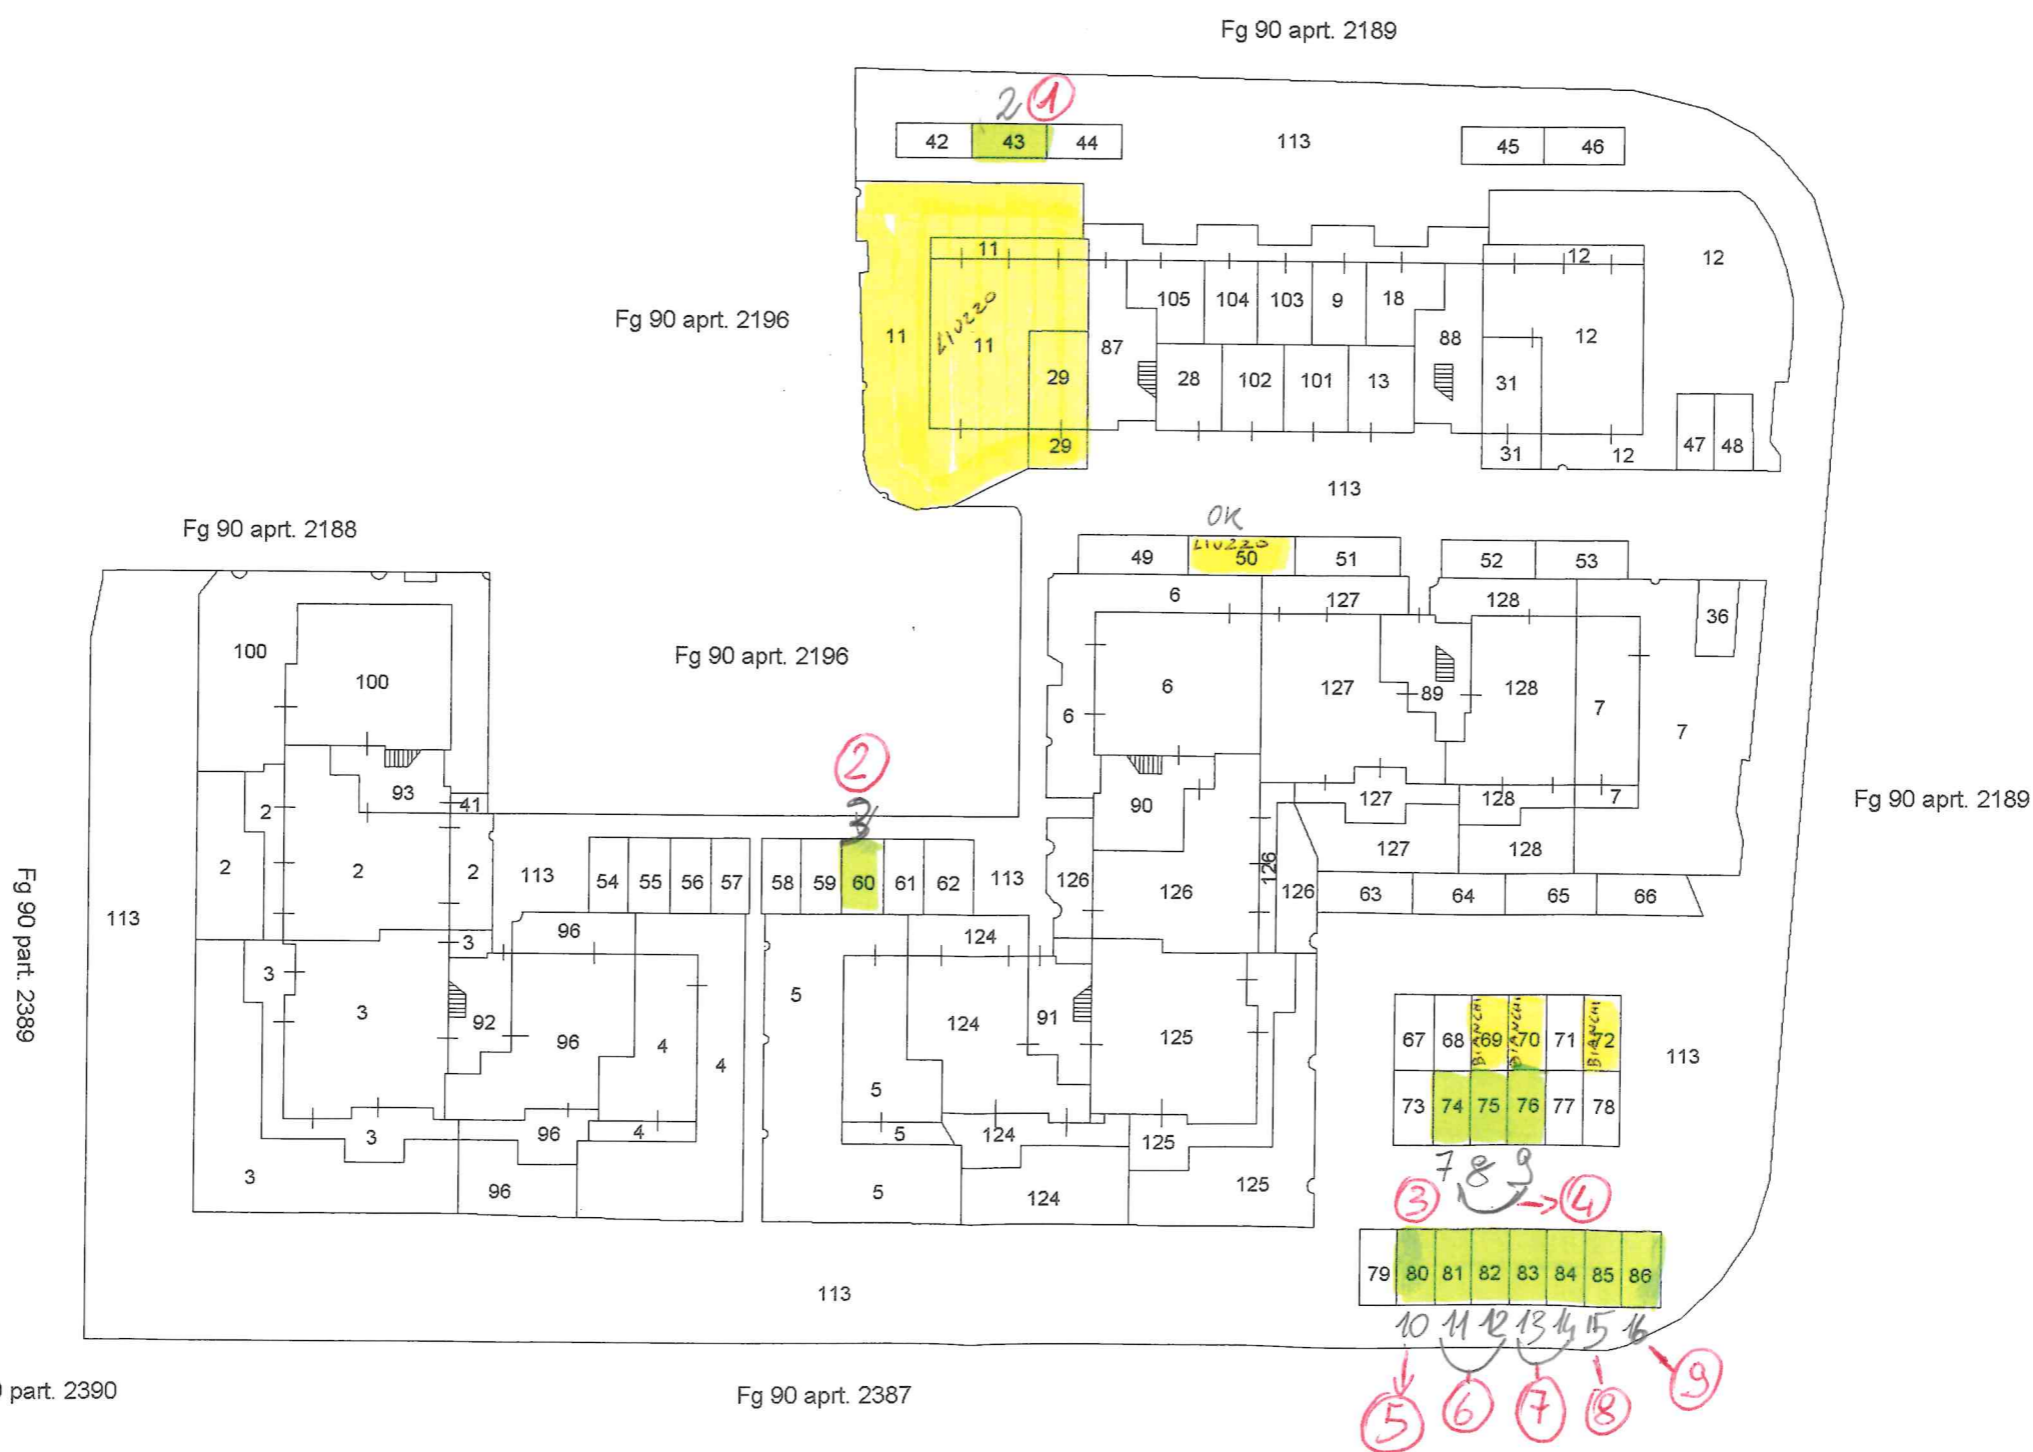 Fg 90 aprt. 2189
2 1
42 43 44 113 45 46
11 12 12
105 104 103 9 18
Fg 90 aprt. 2196
11 LIUZZO 11 87 88 12
29 28 102 101 13 31
29 31 12 47 48
113
OK
Fg 90 aprt. 2188
LIUZZO
49 50 51 52 53
6 127 128 36
100 Fg 90 aprt. 2196
100 6 127 89 128
6 7 7
2
93 41 90 127 128 7
Fg 90 aprt. 2189
2 3
2 2 2 113 54 55 56 57 58 59 60 61 62 113 126 126 126 126 127 128
63 64 65 66
Fg 90 part. 2389
113
3 96 124
3 5
3 92 96 4 4 124 91 125
BIANCHI BIANCHI BIANCHI
67 68 69 70 71 72 113
5
73 74 75 76 77 78
3 96 4 5 124 125
7 8 9
3 96 5 124 125
3 4
79 80 81 82 83 84 85 86
113
10 11 12 13 14 15 16
part. 2390 Fg 90 aprt. 2387
5 6 7 8 9